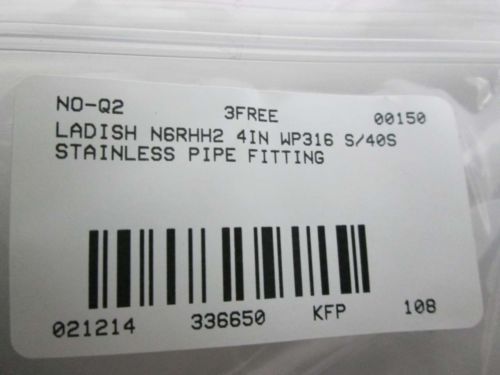 NO-Q2 3FREE 00150
LADISH N6RHH2 4IN WP316 S/40S
STAINLESS PIPE FITTING
021214 336650 KFP 108